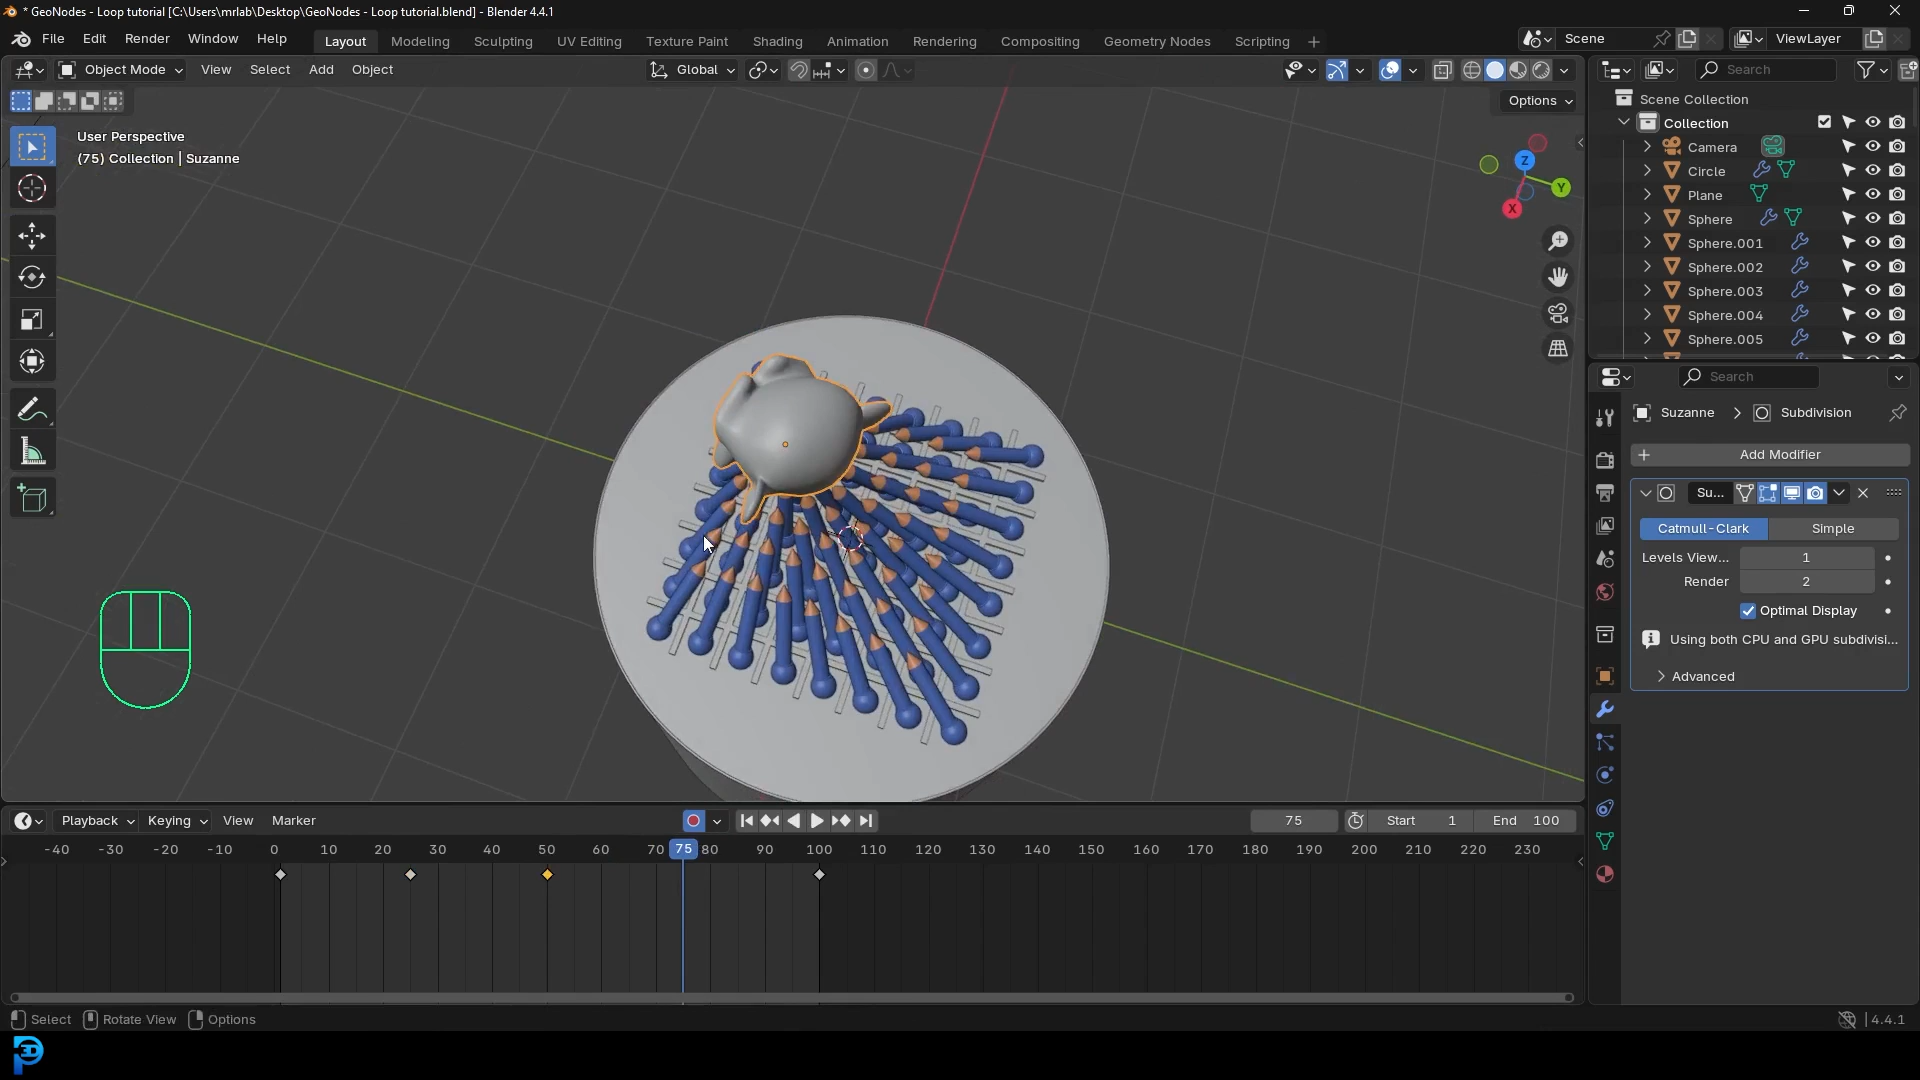 * GeoNodes - Loop tutorial [C:\Users\mrlab\Desktop\GeoNodes - Loop tutorial.blend] - Blender 4.4.1
File Edit Render Window Help Layout Modeling Sculpting UV Editing Texture Paint Shading Animation Rendering Compositing Geometry Nodes Scripting + Scene ViewLayer
Object Mode View Select Add Object Global Search
Options
User Perspective
(75) Collection | Suzanne
Z
Y
X
Scene Collection
Collection
Camera
Circle
Plane
Sphere
Sphere.001
Sphere.002
Sphere.003
Sphere.004
Sphere.005
Search
Suzanne > Subdivision
+ Add Modifier
Su...
Catmull-Clark Simple
Levels View... 1
Render 2
Optimal Display
Using both CPU and GPU subdivisi...
Advanced
Playback Keying View Marker 75 Start 1 End 100
-40 -30 -20 -10 0 10 20 30 40 50 60 70 75 80 90 100 110 120 130 140 150 160 170 180 190 200 210 220 230
Select Rotate View Options 4.4.1
3D